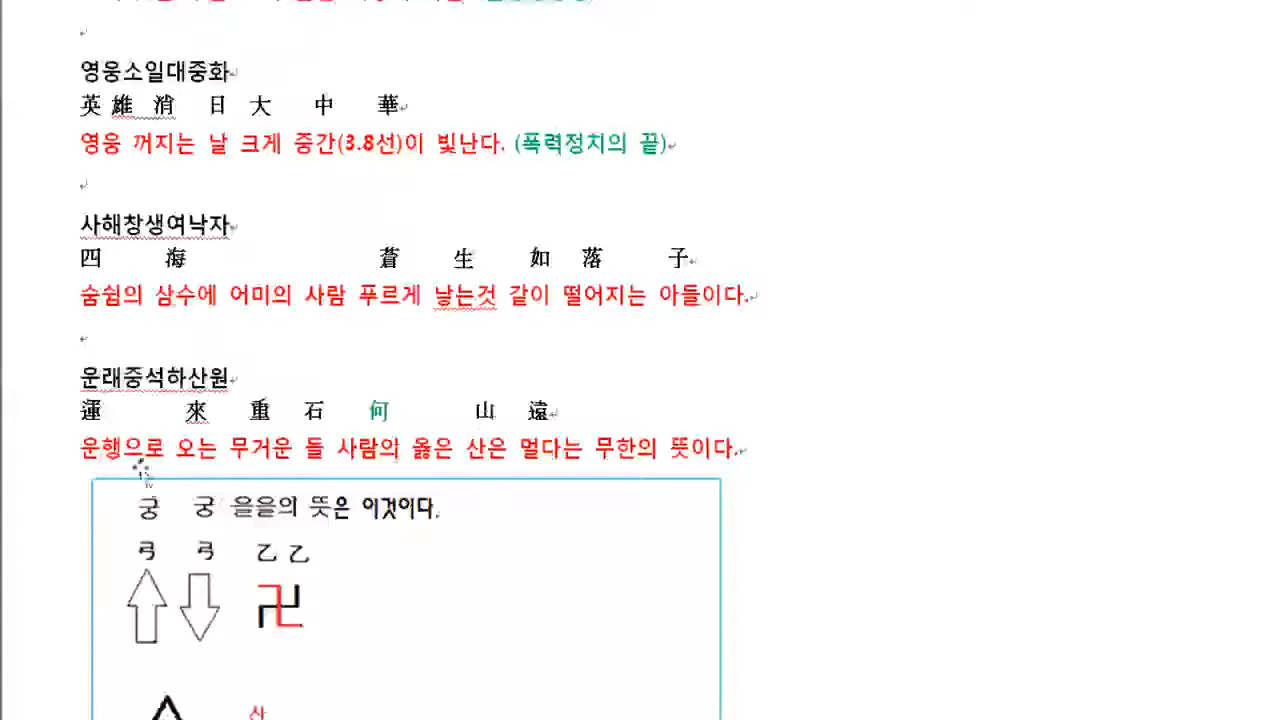 영웅소일대중화
英 雄 消 日 大 中 華
영웅 꺼지는 날 크게 중간(3.8선)이 빛난다. (폭력정치의 끝)
사해창생여낙자
四 海 蒼 生 如 落 子
숨쉼의 삼수에 어미의 사람 푸르게 낳는것 같이 떨어지는 아들이다.
운래중석하산원
運 來 重 石 何 山 遠
운행으로 오는 무거운 돌 사람의 옳은 산은 멀다는 무한의 뜻이다.
궁 궁 을을의 뜻은 이것이다.
弓 弓 乙 乙
卍
산